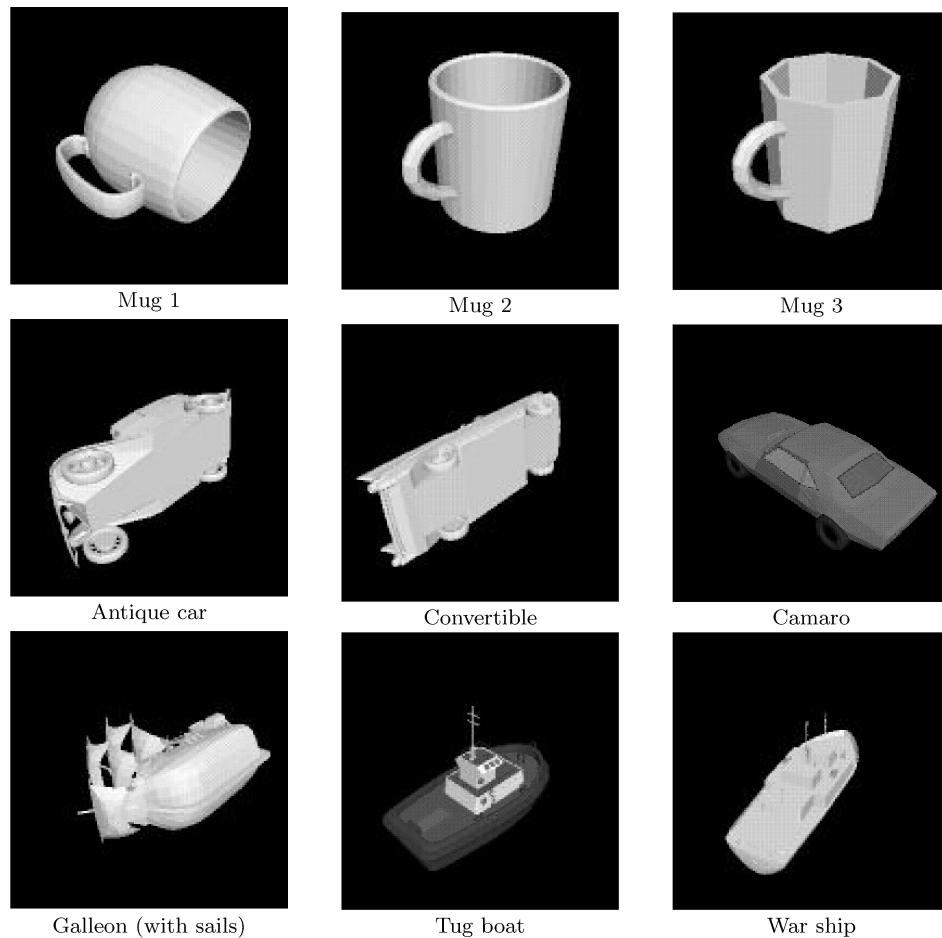 Mug 1
Mug 2
Mug 3
Antique car
Convertible
Camaro
Galleon (with sails)
Tug boat
War ship